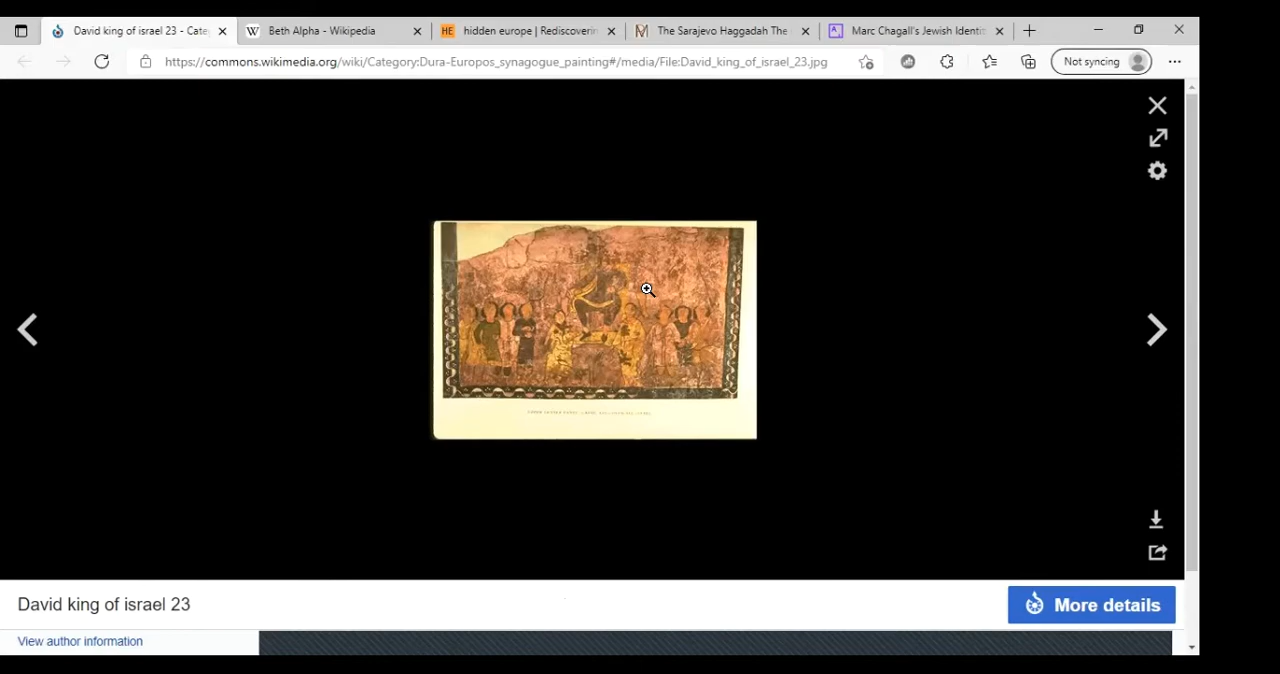 David king of israel 23 - Cate
Beth Alpha - Wikipedia
HE hidden europe | Rediscoverin
The Sarajevo Haggadah The
Marc Chagall's Jewish Identi
https://commons.wikimedia.org/wiki/Category:Dura-Europos_synagogue_painting#/media/File:David_king_of_israel_23.jpg
Not syncing
David king of israel 23
More details
View author information